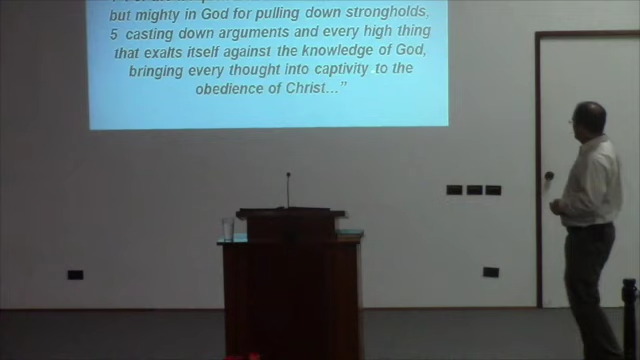 but mighty in God for pulling down strongholds,
5 casting down arguments and every high thing
that exalts itself against the knowledge of God,
bringing every thought into captivity to the
obedience of Christ…”